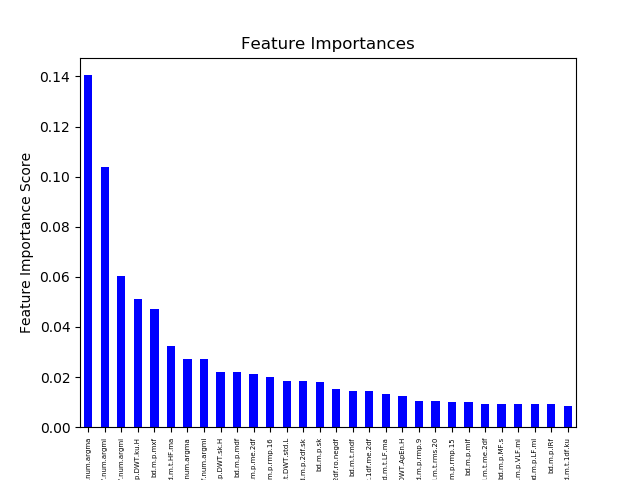 Feature Importances
Feature Importance Score
0.14
0.12
0.10
0.08
0.06
0.04
0.02
0.00
.num.argma
.num.argmi
.num.argmi
p.DWT.ku.H
bd.m.p.mxf
d.m.t.HF.ma
num.argma
.num.argmi
p.DWT.sk.H
bd.m.p.mdf
m.p.me.2df
m.p.rmp.16
t.DWT.std.L
d.m.p.2df.sk
bd.m.p.sk
2df.ro.negdf
bd.m.t.mdf
1df.me.2df
d.m.t.LF.ma
DWT.ApEn.H
d.m.p.rmp.9
.m.t.rms.20
m.p.rmp.15
bd.m.p.mif
.m.t.me.2df
bd.m.p.MF.s
.m.p.VLF.mi
bd.m.p.LF.mi
bd.m.p.lRf
d.m.t.1df.ku